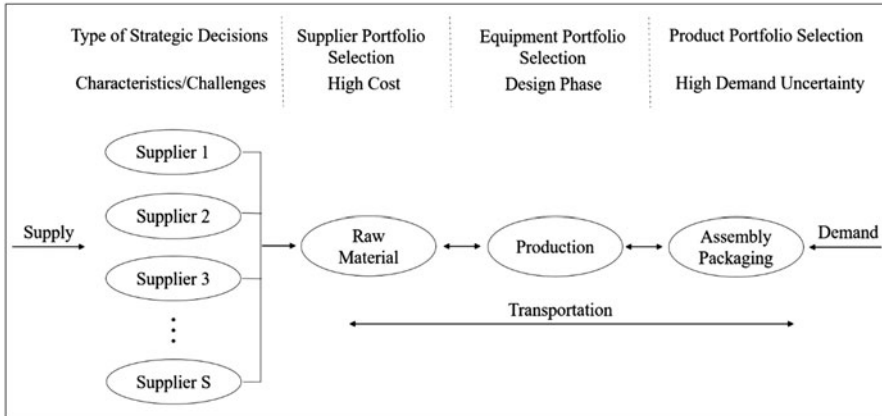 Type of Strategic Decisions
Supplier Portfolio
Selection
Equipment Portfolio
Selection
Product Portfolio Selection
Characteristics/Challenges
High Cost
Design Phase
High Demand Uncertainty
Supplier 1
Supplier 2
Supplier 3
Supplier S
Supply
Raw
Material
Production
Assembly
Packaging
Demand
Transportation